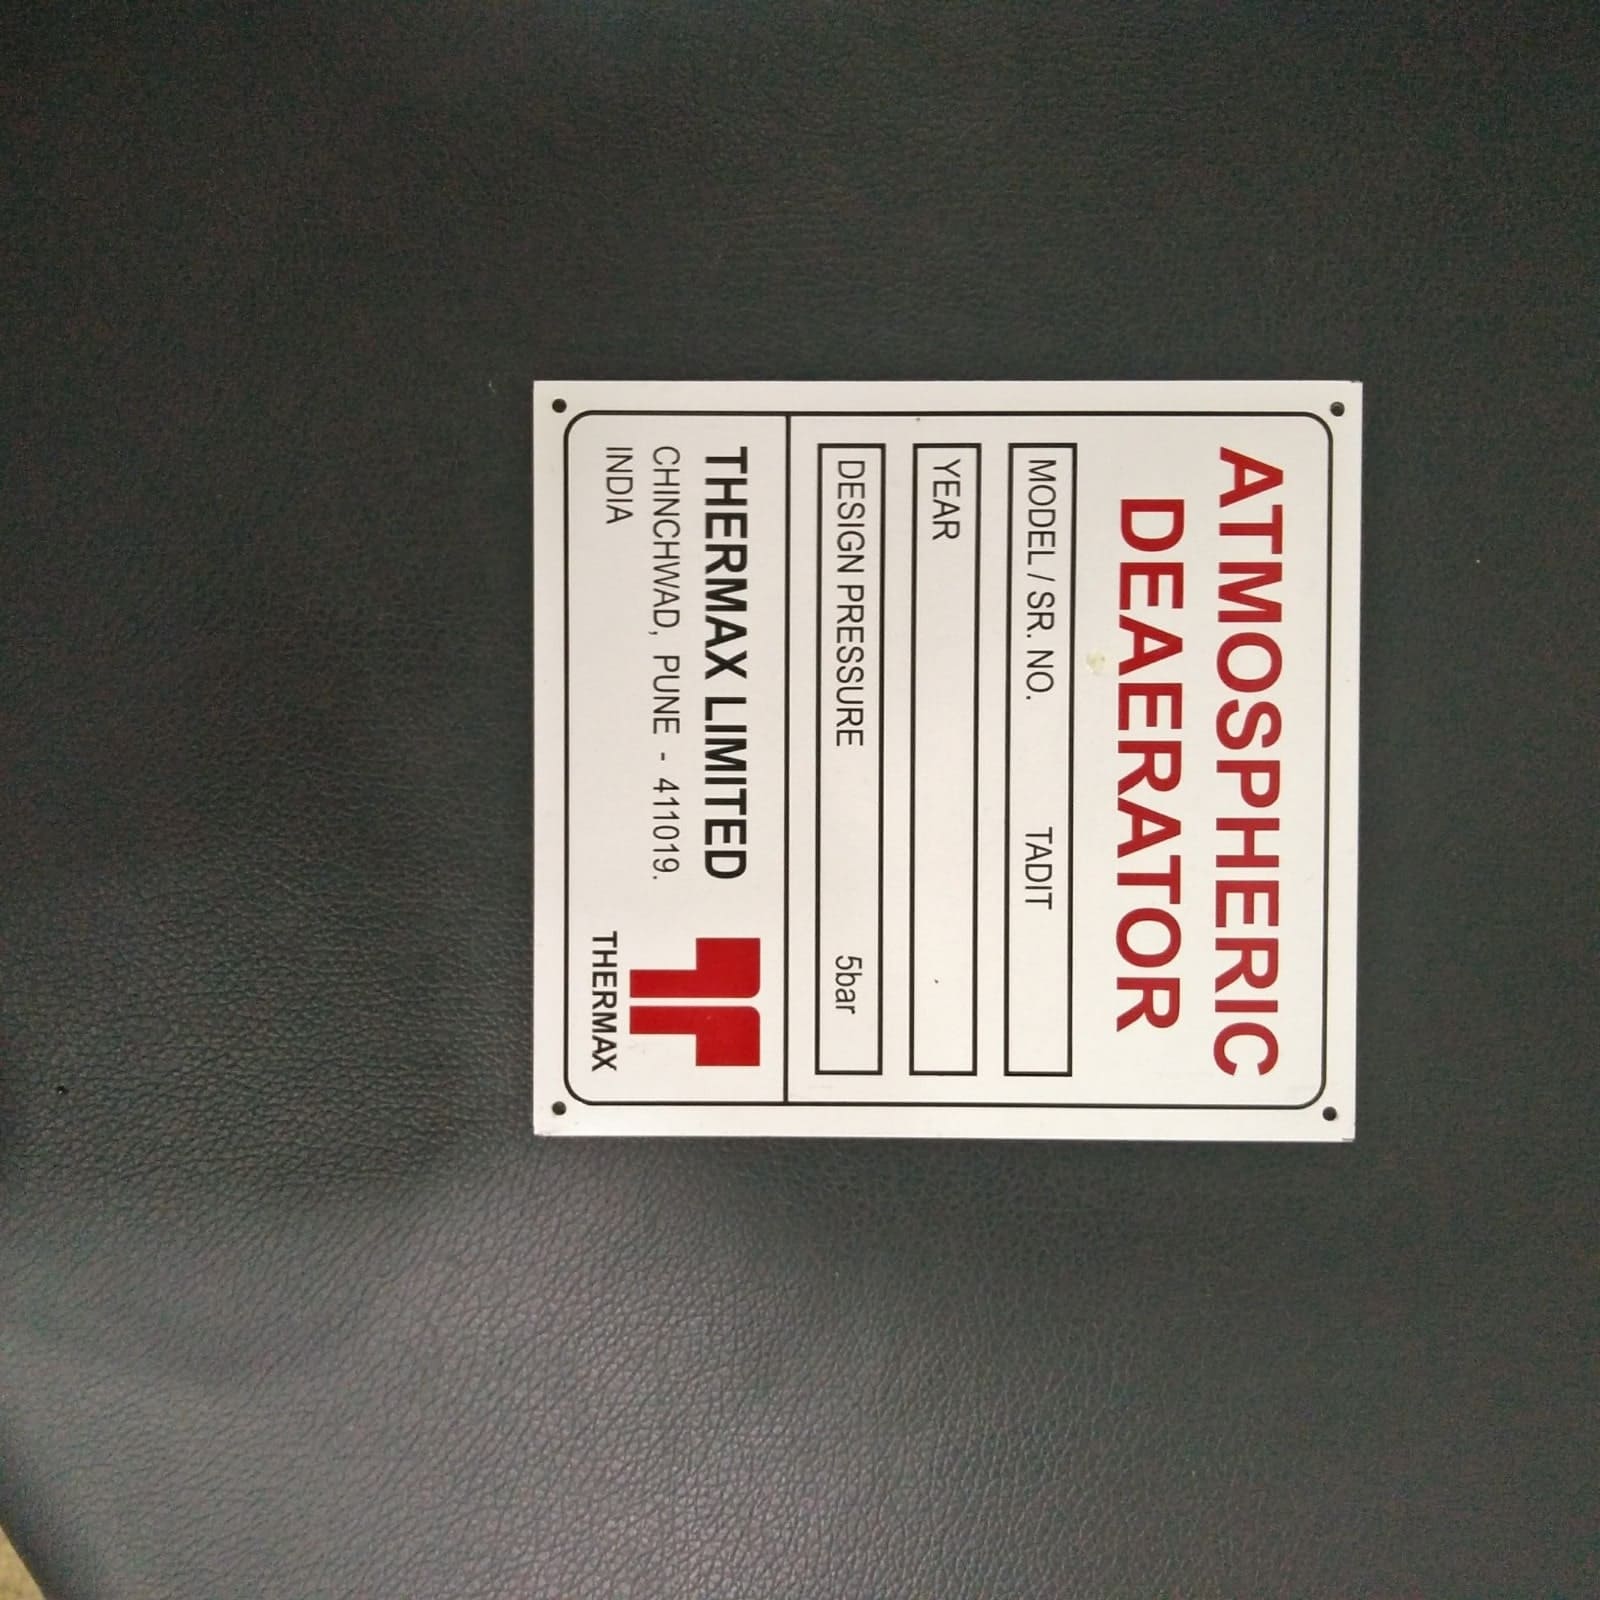 ATMOSPHERIC
DEAERATOR
MODEL / SR. NO. TADIT
YEAR
DESIGN PRESSURE 5bar
THERMAX LIMITED
CHINCHWAD, PUNE - 411019.
INDIA
THERMAX